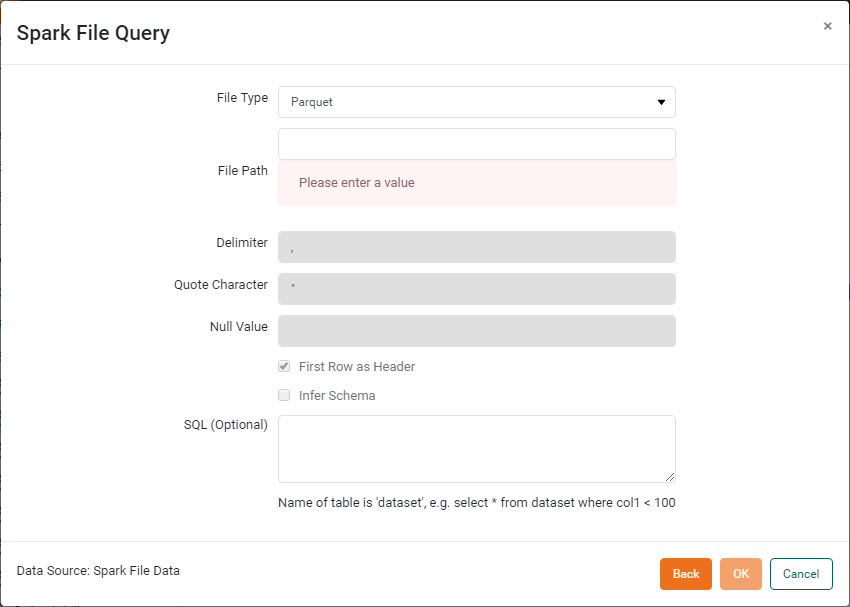 Spark File Query
×
File Type
Parquet
File Path
Please enter a value
Delimiter
,
Quote Character
"
Null Value
First Row as Header
Infer Schema
SQL (Optional)
Name of table is 'dataset', e.g. select * from dataset where col1 < 100
Data Source: Spark File Data
Back
OK
Cancel